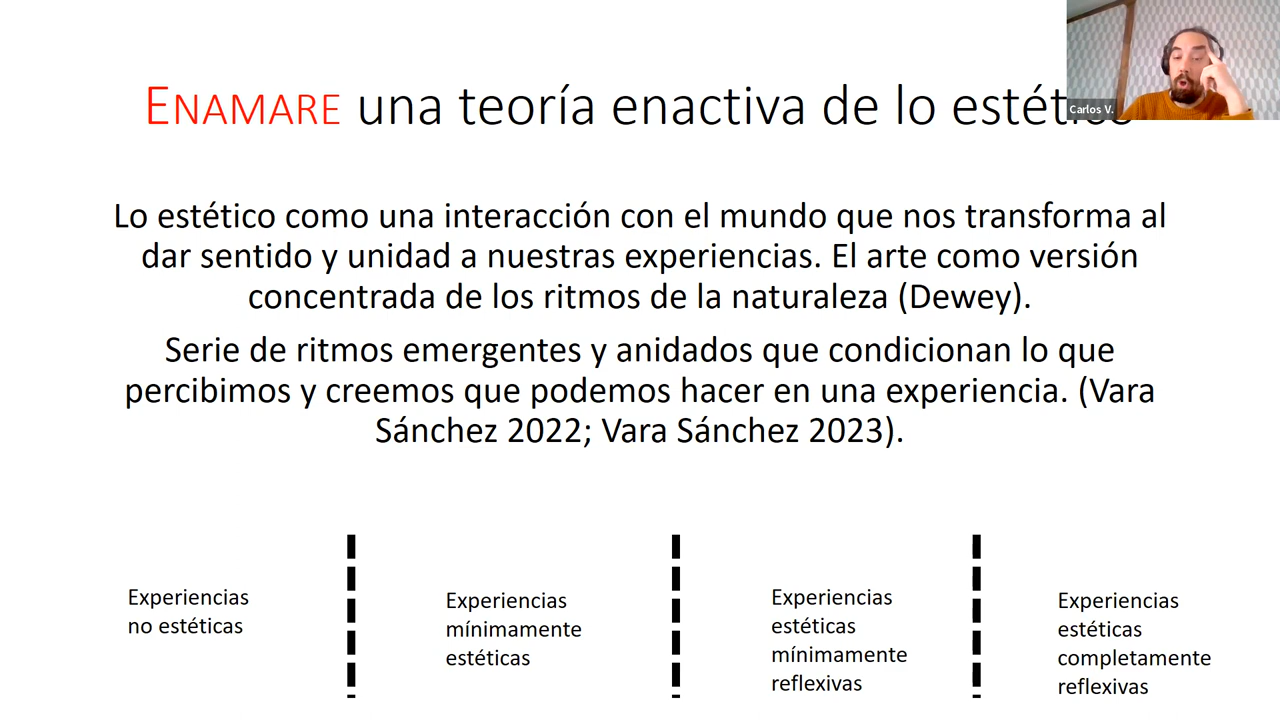 ENAMARE una teoría enactiva de lo estético
Carlos V.
Lo estético como una interacción con el mundo que nos transforma al
dar sentido y unidad a nuestras experiencias. El arte como versión
concentrada de los ritmos de la naturaleza (Dewey).
Serie de ritmos emergentes y anidados que condicionan lo que
percibimos y creemos que podemos hacer en una experiencia. (Vara
Sánchez 2022; Vara Sánchez 2023).
Experiencias
no estéticas
Experiencias
mínimamente
estéticas
Experiencias
estéticas
mínimamente
reflexivas
Experiencias
estéticas
completamente
reflexivas